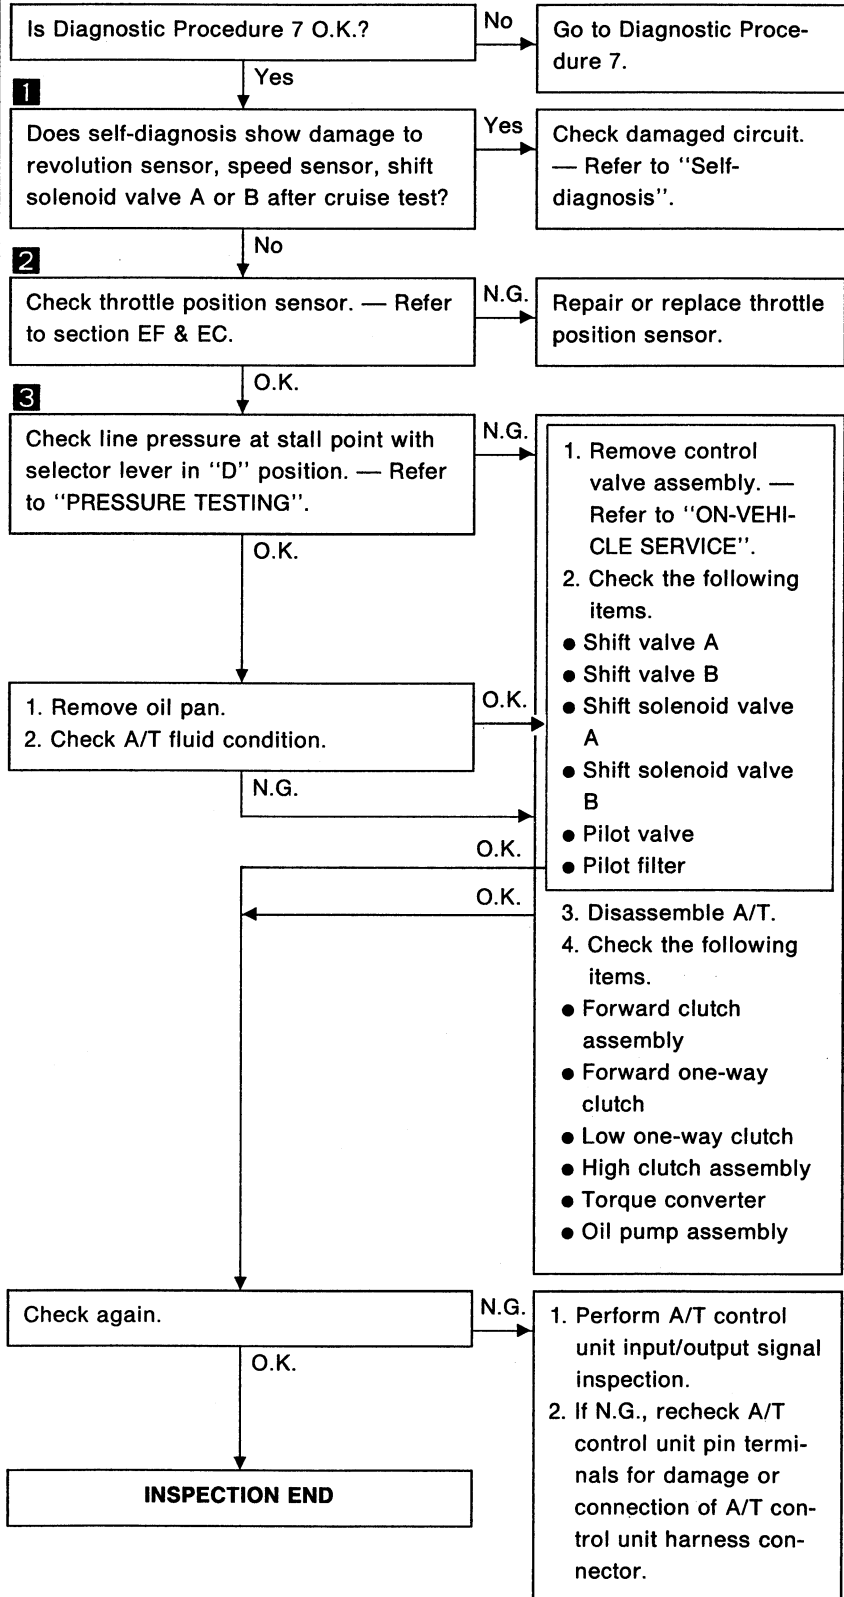 Is Diagnostic Procedure 7 O.K.?
No
Go to Diagnostic Proce-
dure 7.
Yes
1
Does self-diagnosis show damage to
revolution sensor, speed sensor, shift
solenoid valve A or B after cruise test?
Yes
Check damaged circuit.
— Refer to "Self-
diagnosis".
No
2
Check throttle position sensor. — Refer
to section EF & EC.
N.G.
Repair or replace throttle
position sensor.
O.K.
3
Check line pressure at stall point with
selector lever in "D" position. — Refer
to "PRESSURE TESTING".
N.G.
1. Remove control
valve assembly. —
Refer to "ON-VEHI-
CLE SERVICE".
2. Check the following
items.
● Shift valve A
● Shift valve B
● Shift solenoid valve
A
● Shift solenoid valve
B
● Pilot valve
● Pilot filter
3. Disassemble A/T.
4. Check the following
items.
● Forward clutch
assembly
● Forward one-way
clutch
● Low one-way clutch
● High clutch assembly
● Torque converter
● Oil pump assembly
O.K.
1. Remove oil pan.
2. Check A/T fluid condition.
O.K.
N.G.
O.K.
O.K.
Check again.
N.G.
1. Perform A/T control
unit input/output signal
inspection.
2. If N.G., recheck A/T
control unit pin termi-
nals for damage or
connection of A/T con-
trol unit harness con-
nector.
O.K.
INSPECTION END